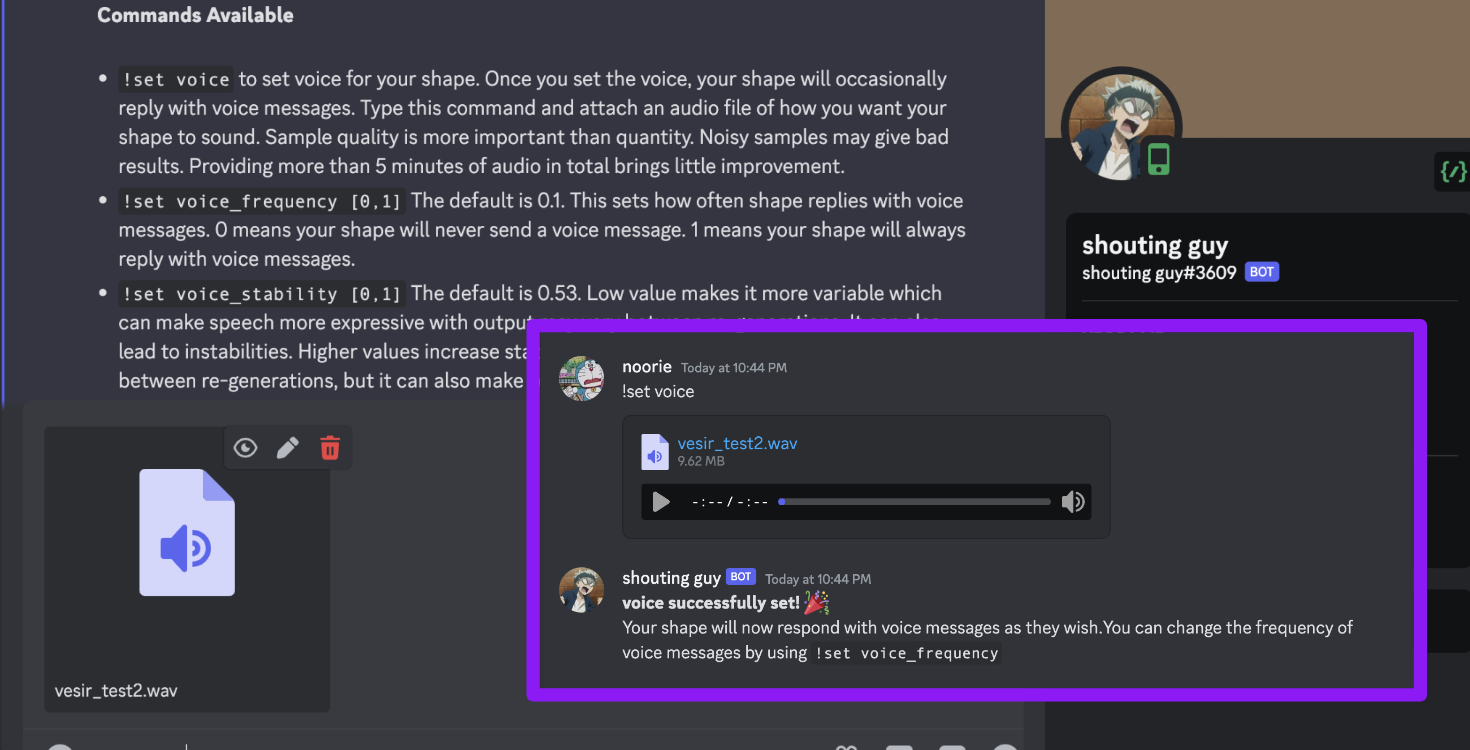 Commands Available
• !set voice to set voice for your shape. Once you set the voice, your shape will occasionally
reply with voice messages. Type this command and attach an audio file of how you want your
shape to sound. Sample quality is more important than quantity. Noisy samples may give bad
results. Providing more than 5 minutes of audio in total brings little improvement.
• !set voice_frequency [0,1] The default is 0.1. This sets how often shape replies with voice
messages. 0 means your shape will never send a voice message. 1 means your shape will always
reply with voice messages.
• !set voice_stability [0,1] The default is 0.53. Low value makes it more variable which
can make speech more expressive with output
lead to instabilities. Higher values increase
between re-generations, but it can also make
vesir_test2.wav
{/}
shouting guy
shouting guy#3609 BOT
noorie Today at 10:44 PM
!set voice
vesir_test2.wav
9.62 MB
-:-- / -:--
shouting guy BOT Today at 10:44 PM
voice successfully set! 🎉
Your shape will now respond with voice messages as they wish.You can change the frequency of
voice messages by using !set voice_frequency